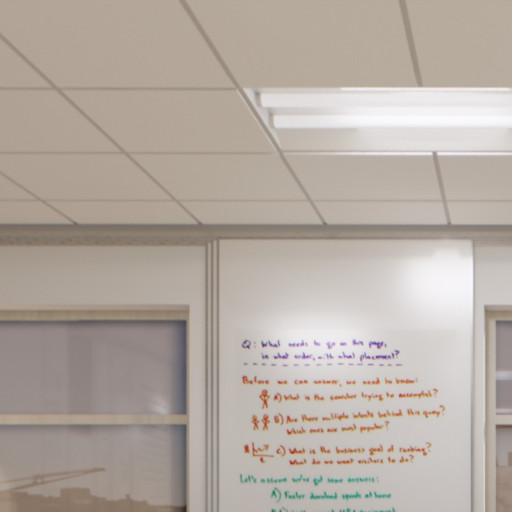 Q: What needs to go on this page,
in what order, with what placement?
Before we can answer, we need to know:
A) What is the searcher trying to accomplish?
B) Are there multiple intents behind this query?
Which ones are most popular?
C) What is the business goal of ranking?
What do we want visitors to do?
Let's assume we've got some answers:
A) Faster download speeds at home